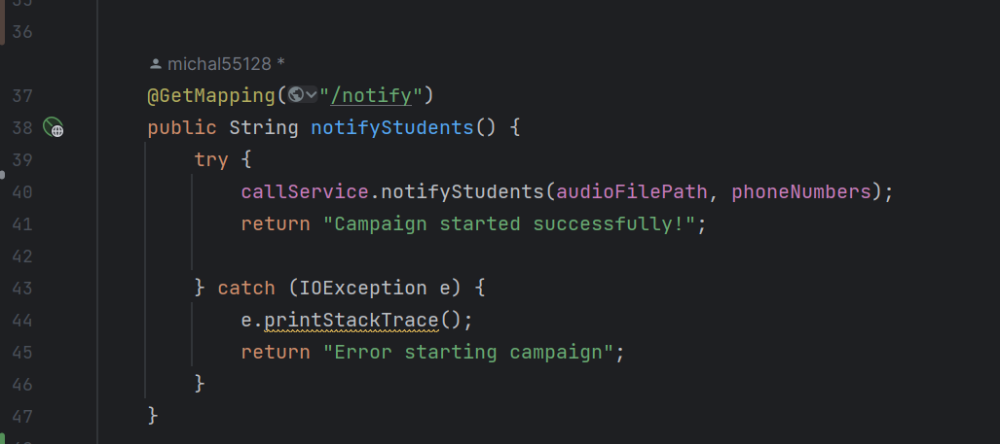 35
36
michal55128 *
37 @GetMapping("/notify")
38 public String notifyStudents() {
39 try {
40 callService.notifyStudents(audioFilePath, phoneNumbers);
41 return "Campaign started successfully!";
42
43 } catch (IOException e) {
44 e.printStackTrace();
45 return "Error starting campaign";
46 }
47 }